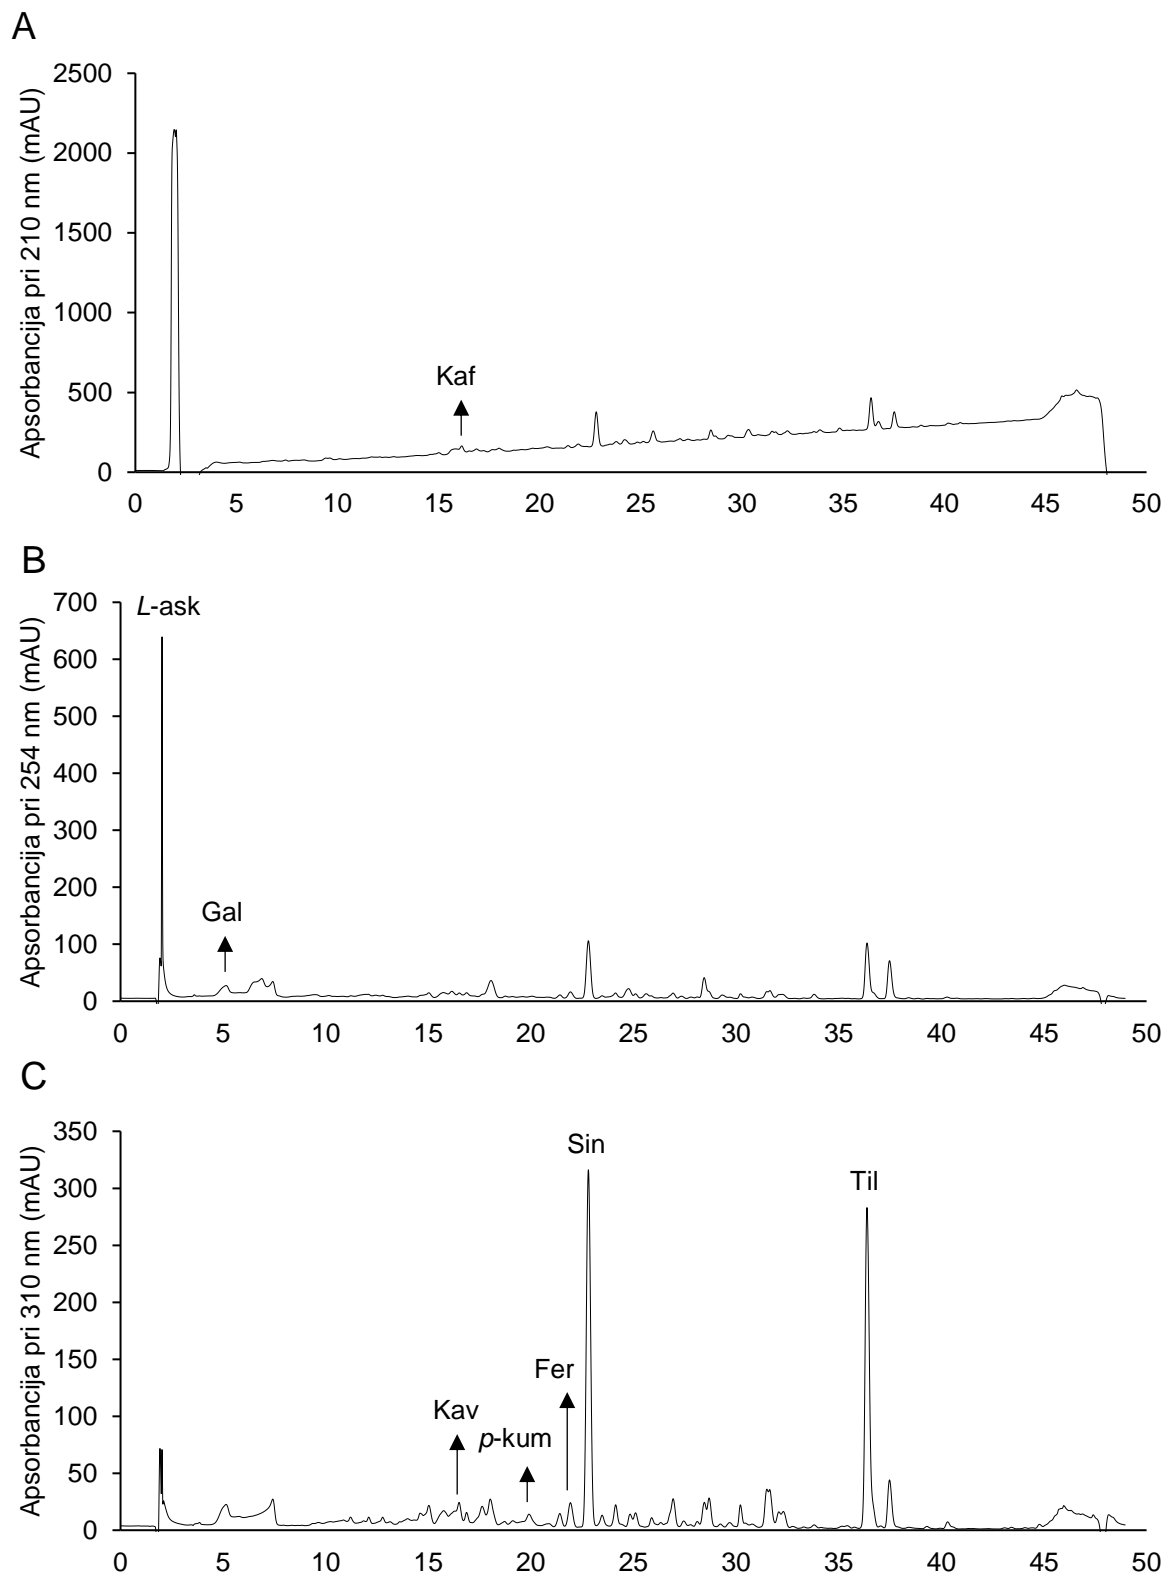 A
Apsorbancija pri 210 nm (mAU)
2500
2000
1500
1000
500
0
Kaf
0 5 10 15 20 25 30 35 40 45 50
B
Apsorbancija pri 254 nm (mAU)
700
600
500
400
300
200
100
0
L-ask
Gal
0 5 10 15 20 25 30 35 40 45 50
C
Apsorbancija pri 310 nm (mAU)
350
300
250
200
150
100
50
0
Sin
Til
Fer
Kav
p-kum
0 5 10 15 20 25 30 35 40 45 50